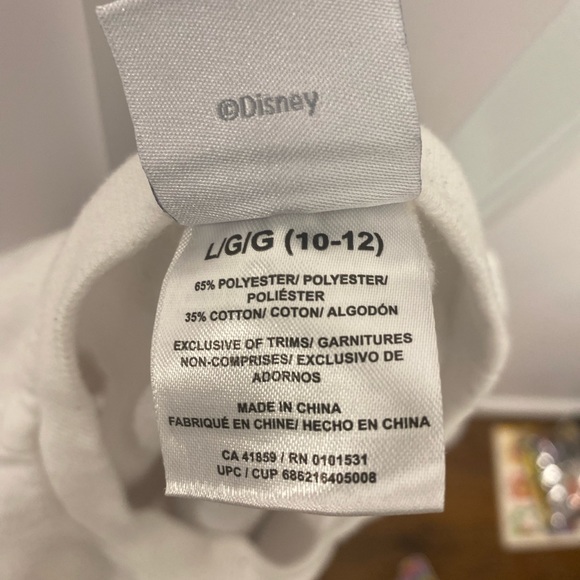 ©Disney
L/G/G (10-12)
65% POLYESTER/ POLYESTER/
POLIÉSTER
35% COTTON/ COTON/ ALGODÓN
EXCLUSIVE OF TRIMS/ GARNITURES
NON-COMPRISES/ EXCLUSIVO DE
ADORNOS
MADE IN CHINA
FABRIQUÉ EN CHINE/ HECHO EN CHINA
CA 41859 / RN 0101531
UPC / CUP 686216405008